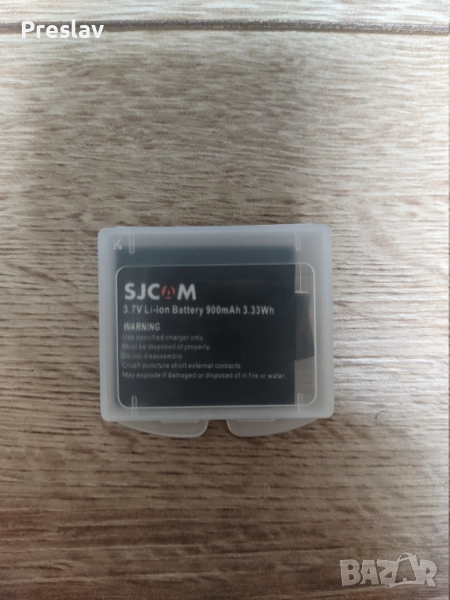 Preslav
SJCAM
3.7V Li-ion Battery 900mAh 3.33Wh
WARNING
Use specified charger only.
Must be disposed of properly.
Do not disassemble.
Crush puncture short external contacts.
May explode if damaged or disposed of in fire or water.
BAZAR